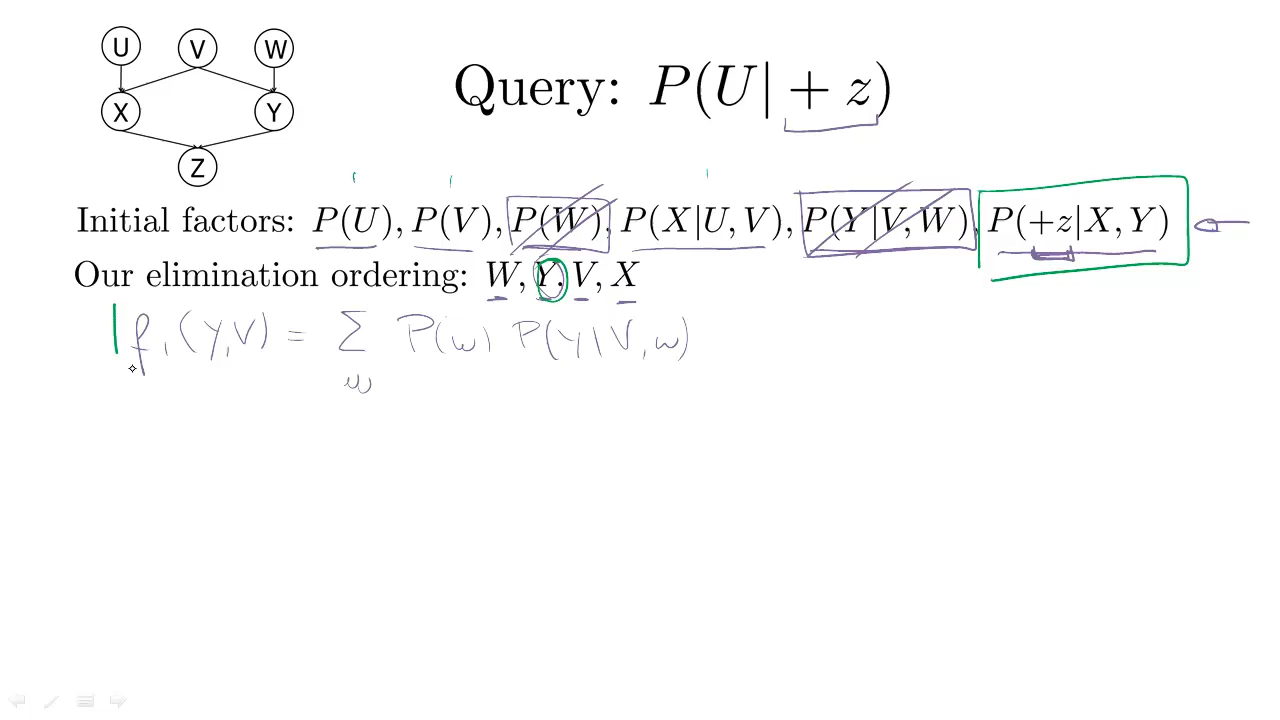 U V W
Query: P(U| + z)
X Y
Z
Initial factors: P(U), P(V), P(W), P(X|U, V), P(Y|V, W), P(+z|X, Y)
Our elimination ordering: W, Y, V, X
f₁(Y,V) = Σ P(w) P(Y|V,w)
w